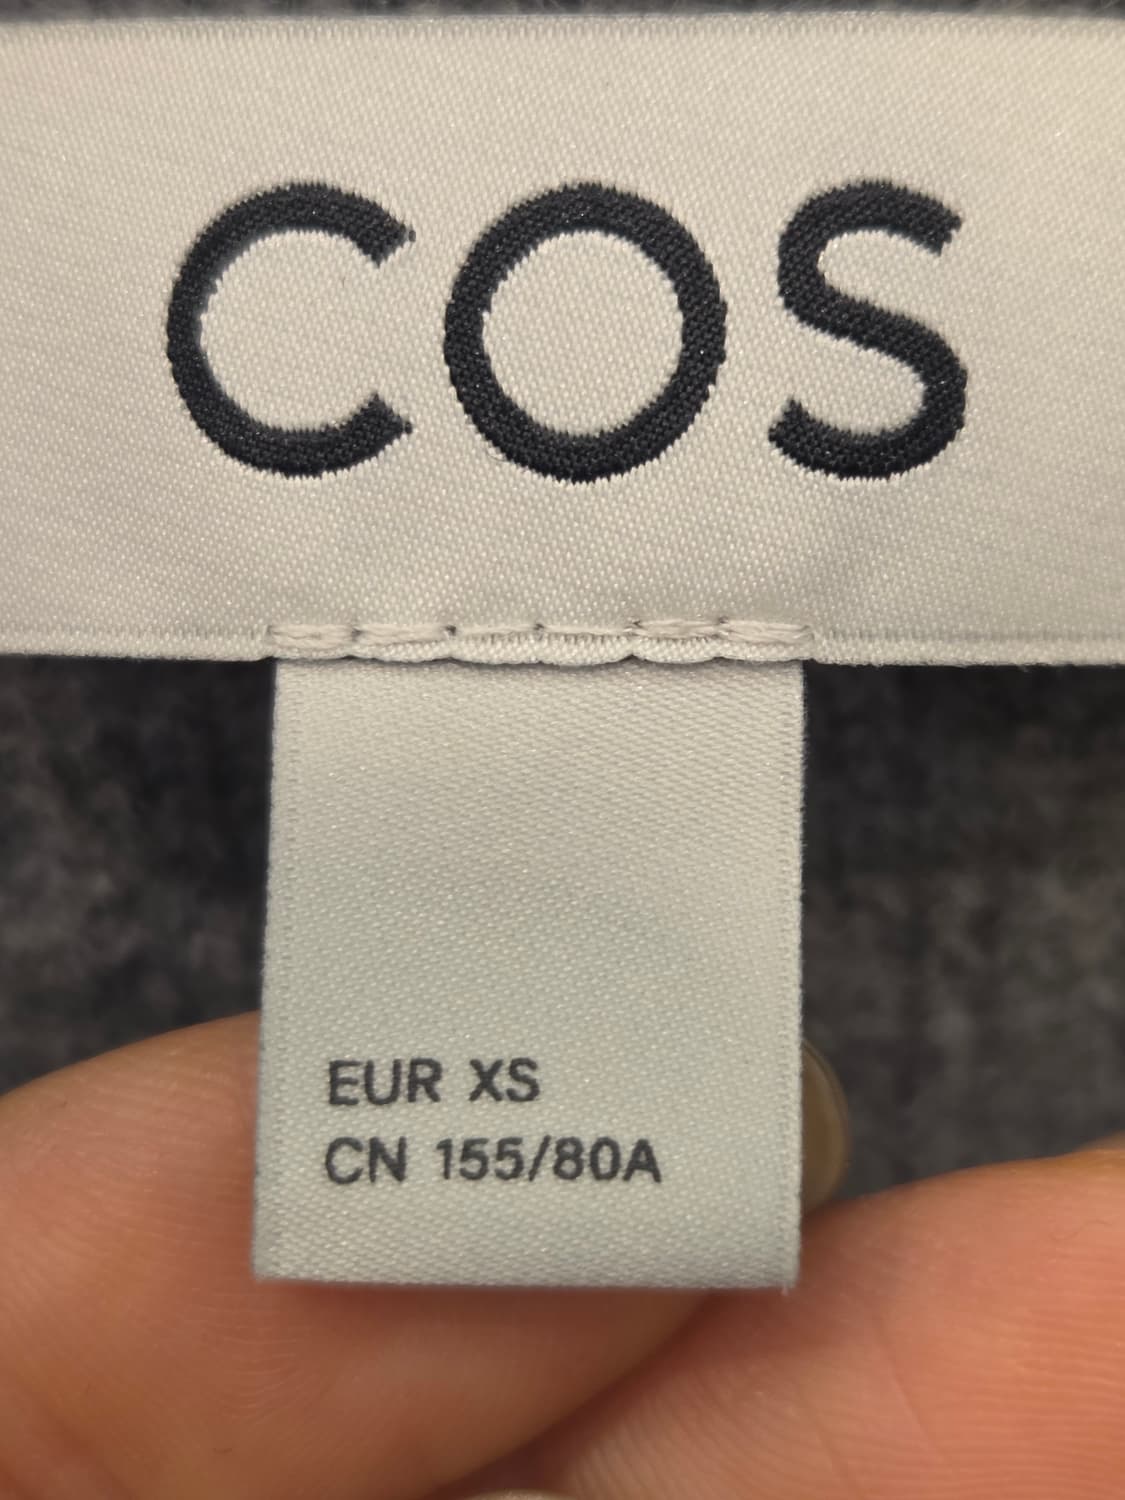 COS
EUR XS
CN 155/80A